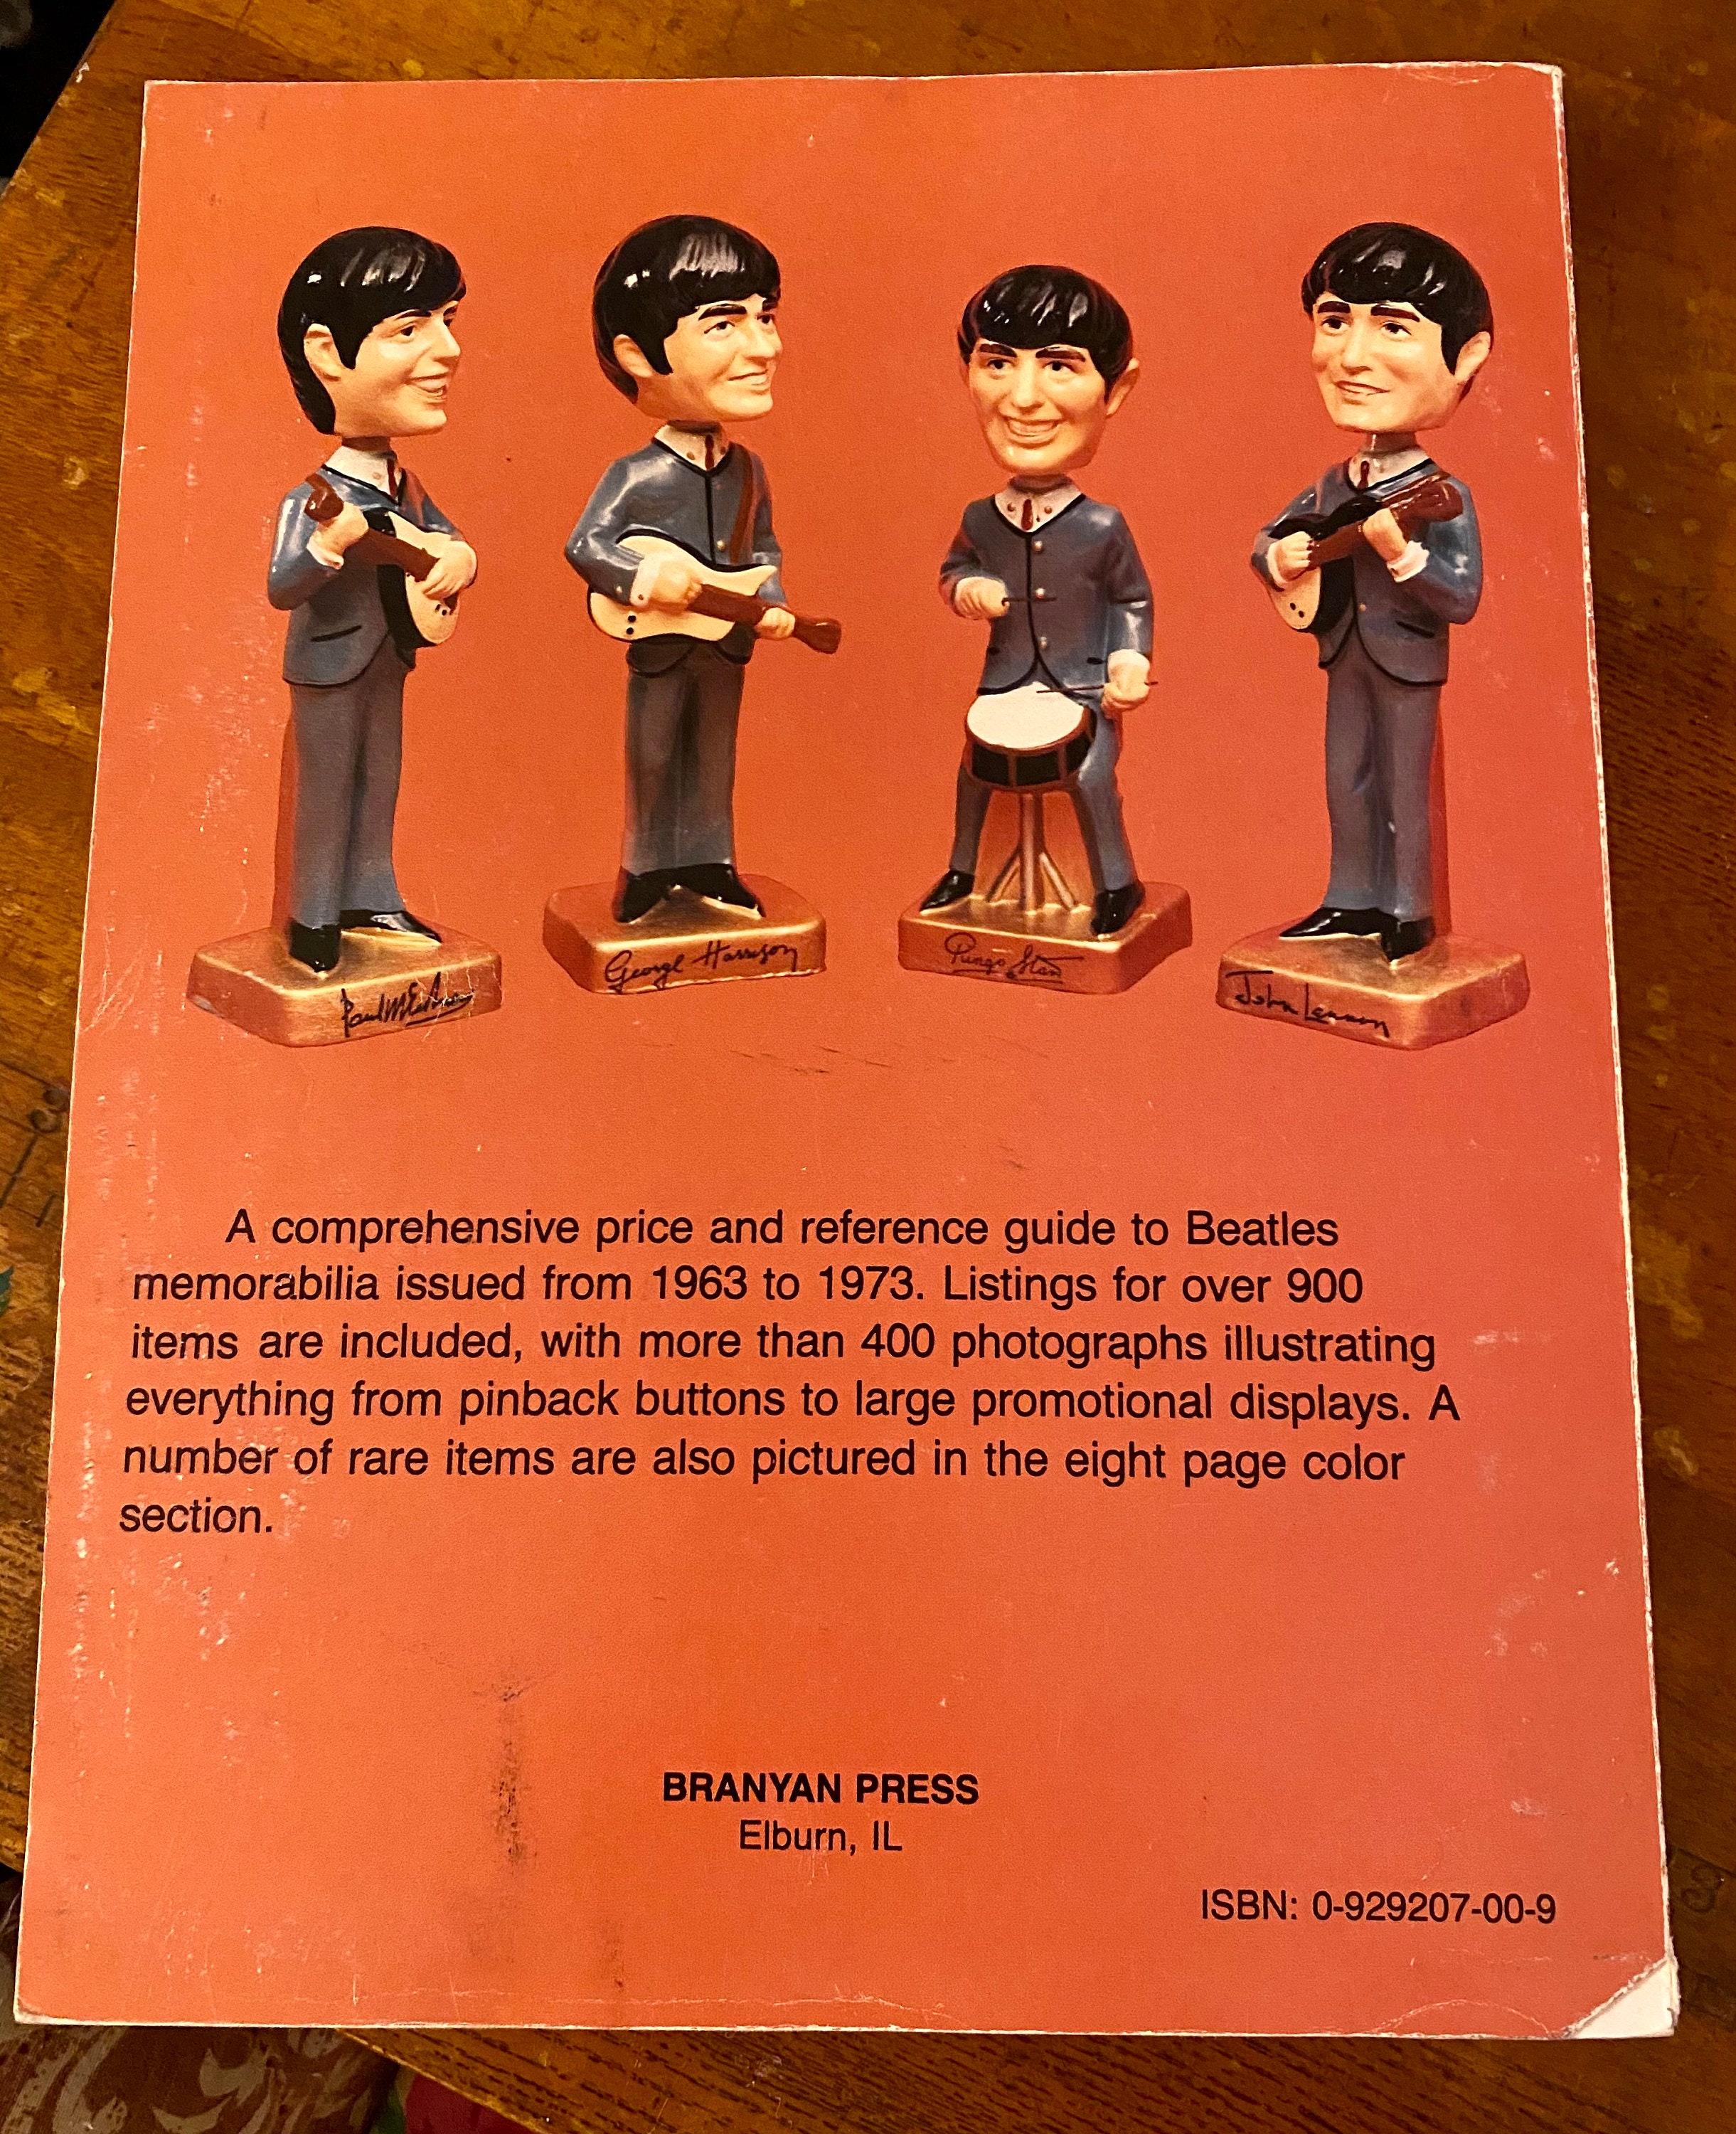 Paul McCartney
George Harrison
Ringo Starr
John Lennon
A comprehensive price and reference guide to Beatles
memorabilia issued from 1963 to 1973. Listings for over 900
items are included, with more than 400 photographs illustrating
everything from pinback buttons to large promotional displays. A
number of rare items are also pictured in the eight page color
section.
BRANYAN PRESS
Elburn, IL
ISBN: 0-929207-00-9